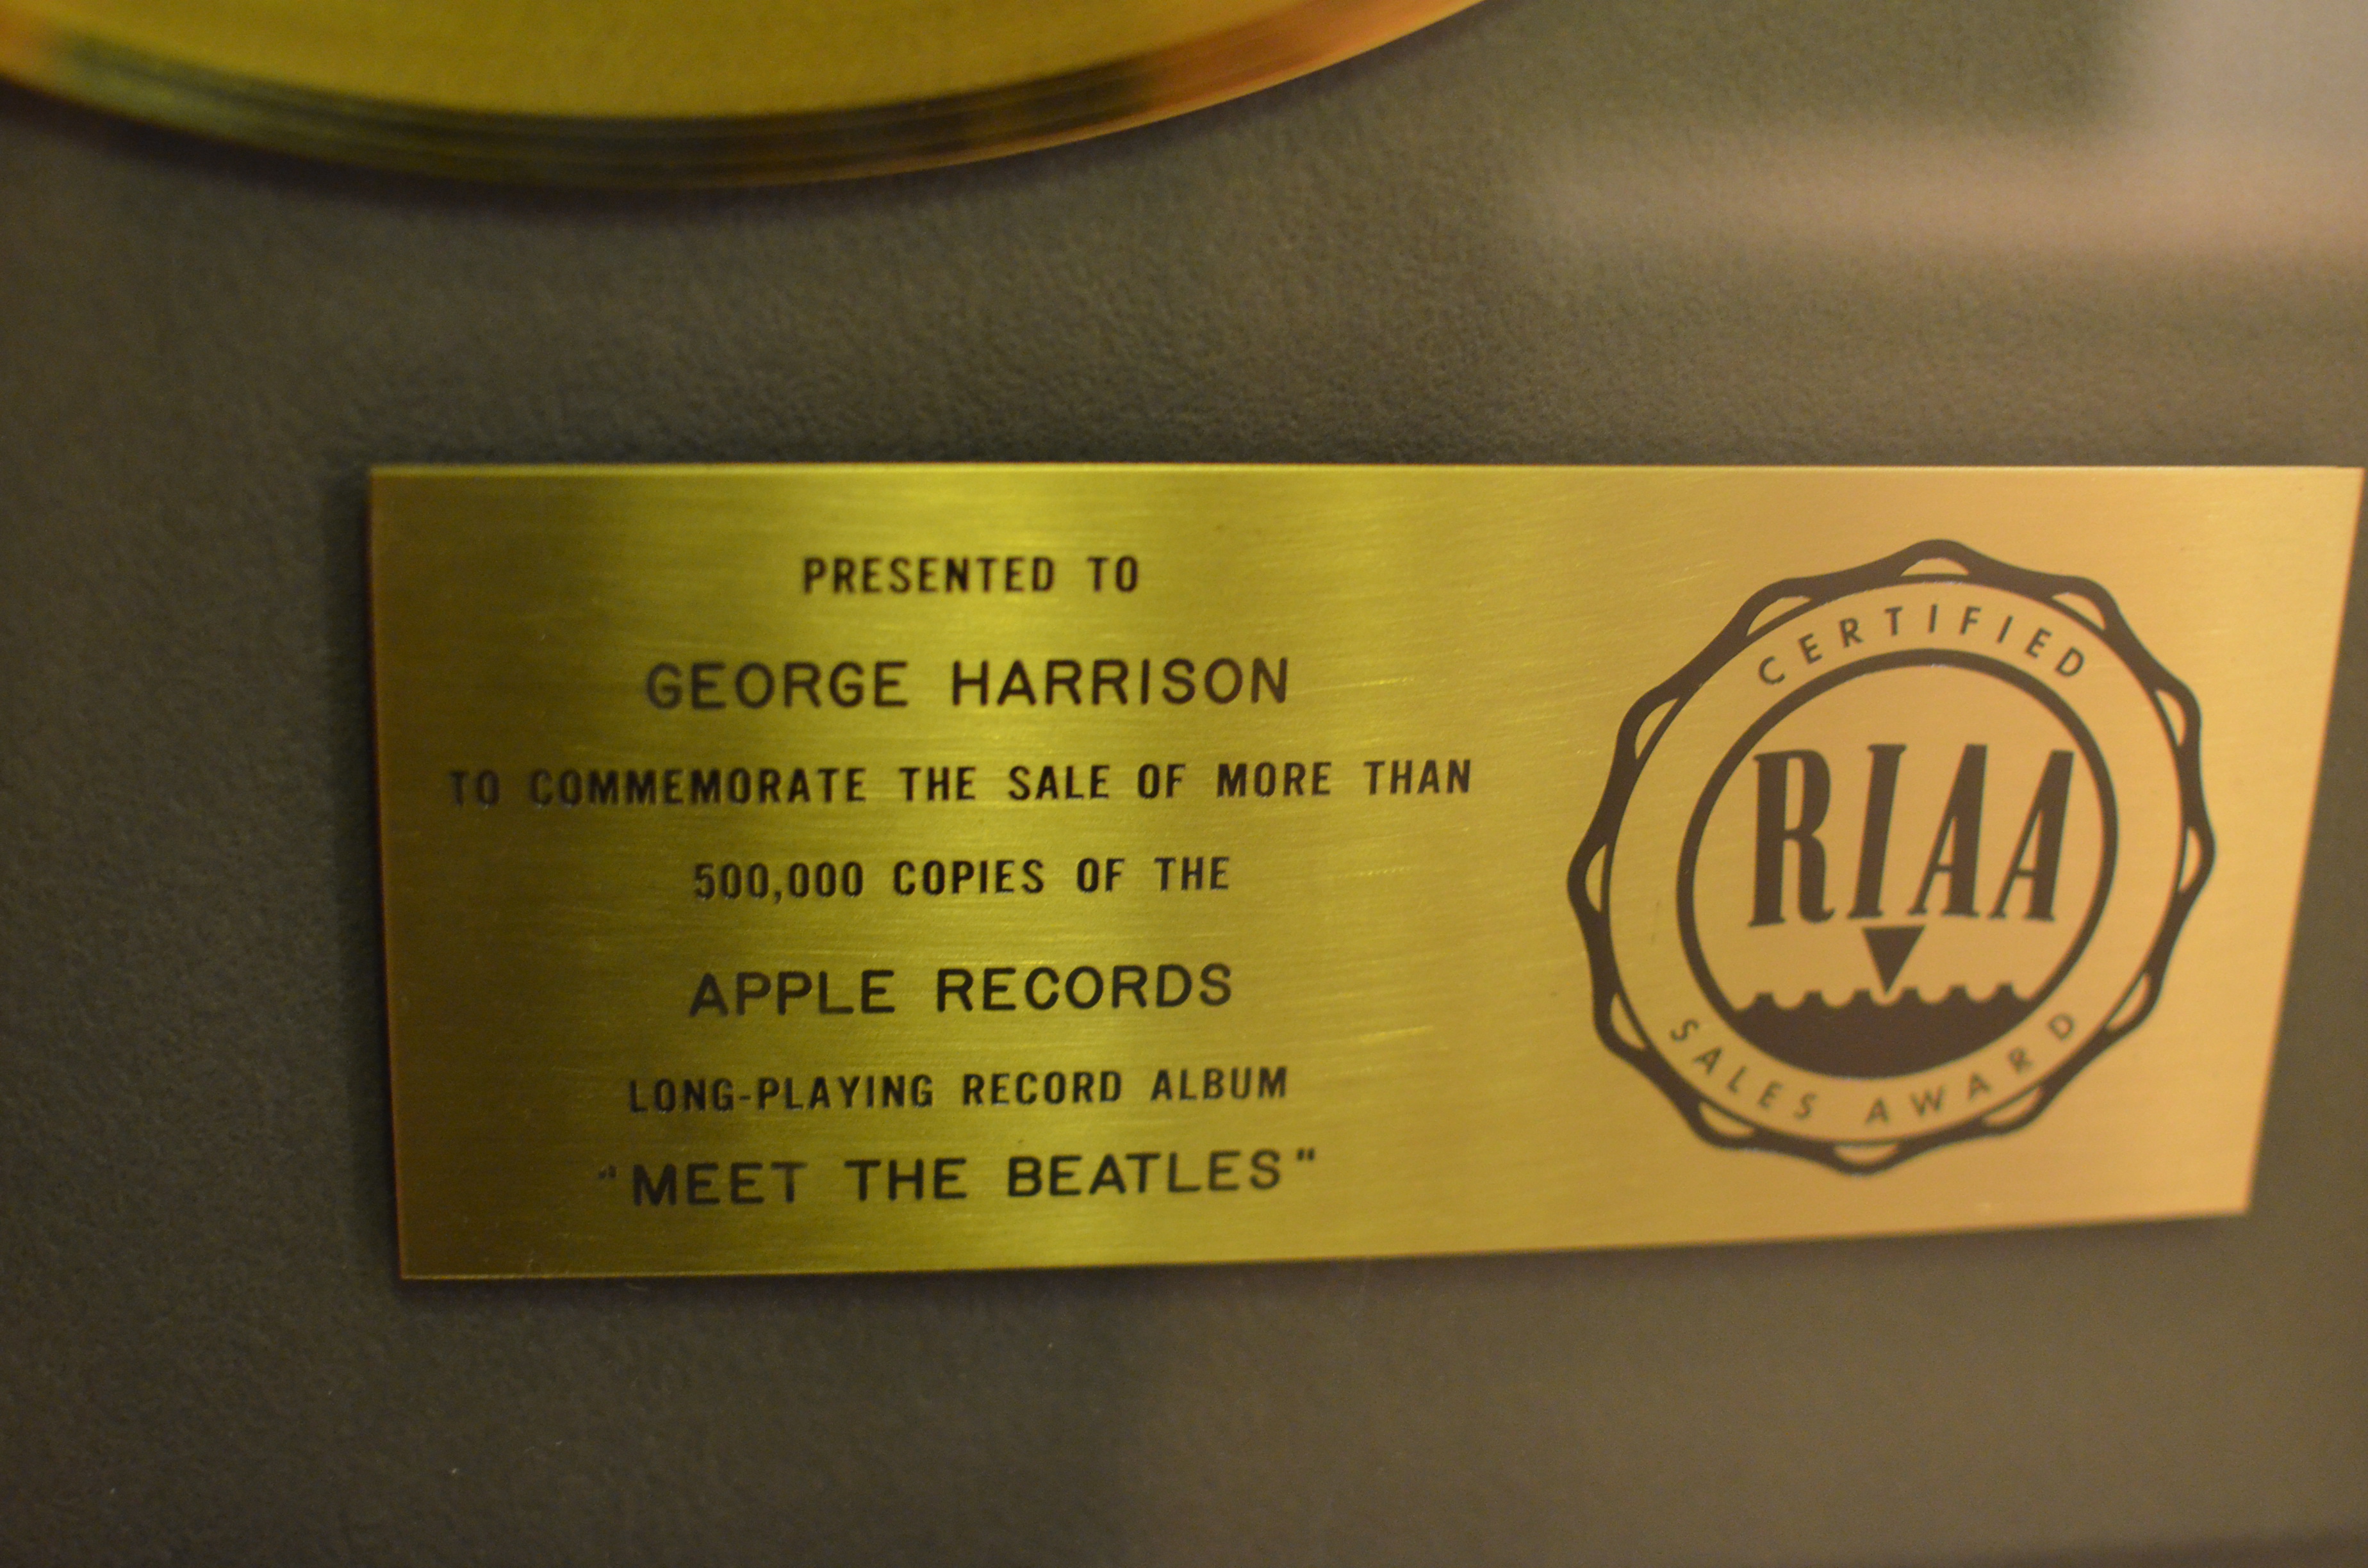 PRESENTED TO
GEORGE HARRISON
TO COMMEMORATE THE SALE OF MORE THAN
500,000 COPIES OF THE
APPLE RECORDS
LONG-PLAYING RECORD ALBUM
"MEET THE BEATLES"
CERTIFIED
RIAA
SALES AWARD